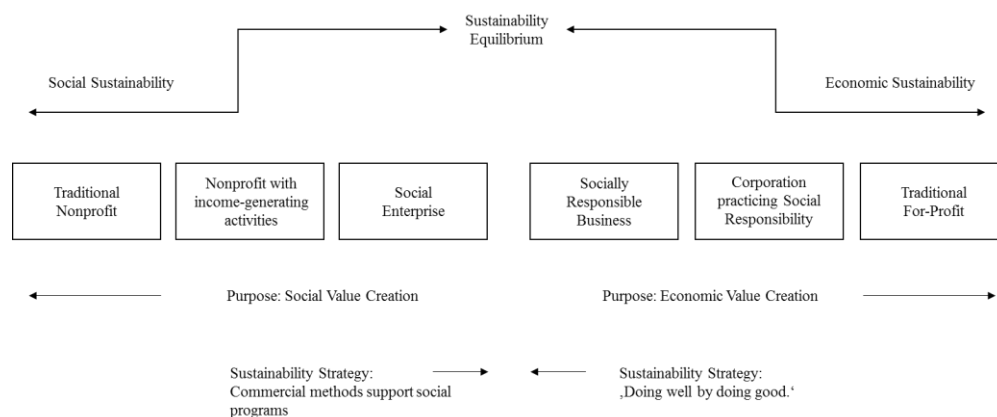 Sustainability
Equilibrium
Social Sustainability
Economic Sustainability
Traditional
Nonprofit
Nonprofit with
income-generating
activities
Social
Enterprise
Socially
Responsible
Business
Corporation
practicing Social
Responsibility
Traditional
For-Profit
Purpose: Social Value Creation
Purpose: Economic Value Creation
Sustainability Strategy:
Commercial methods support social
programs
Sustainability Strategy:
‚Doing well by doing good.‘